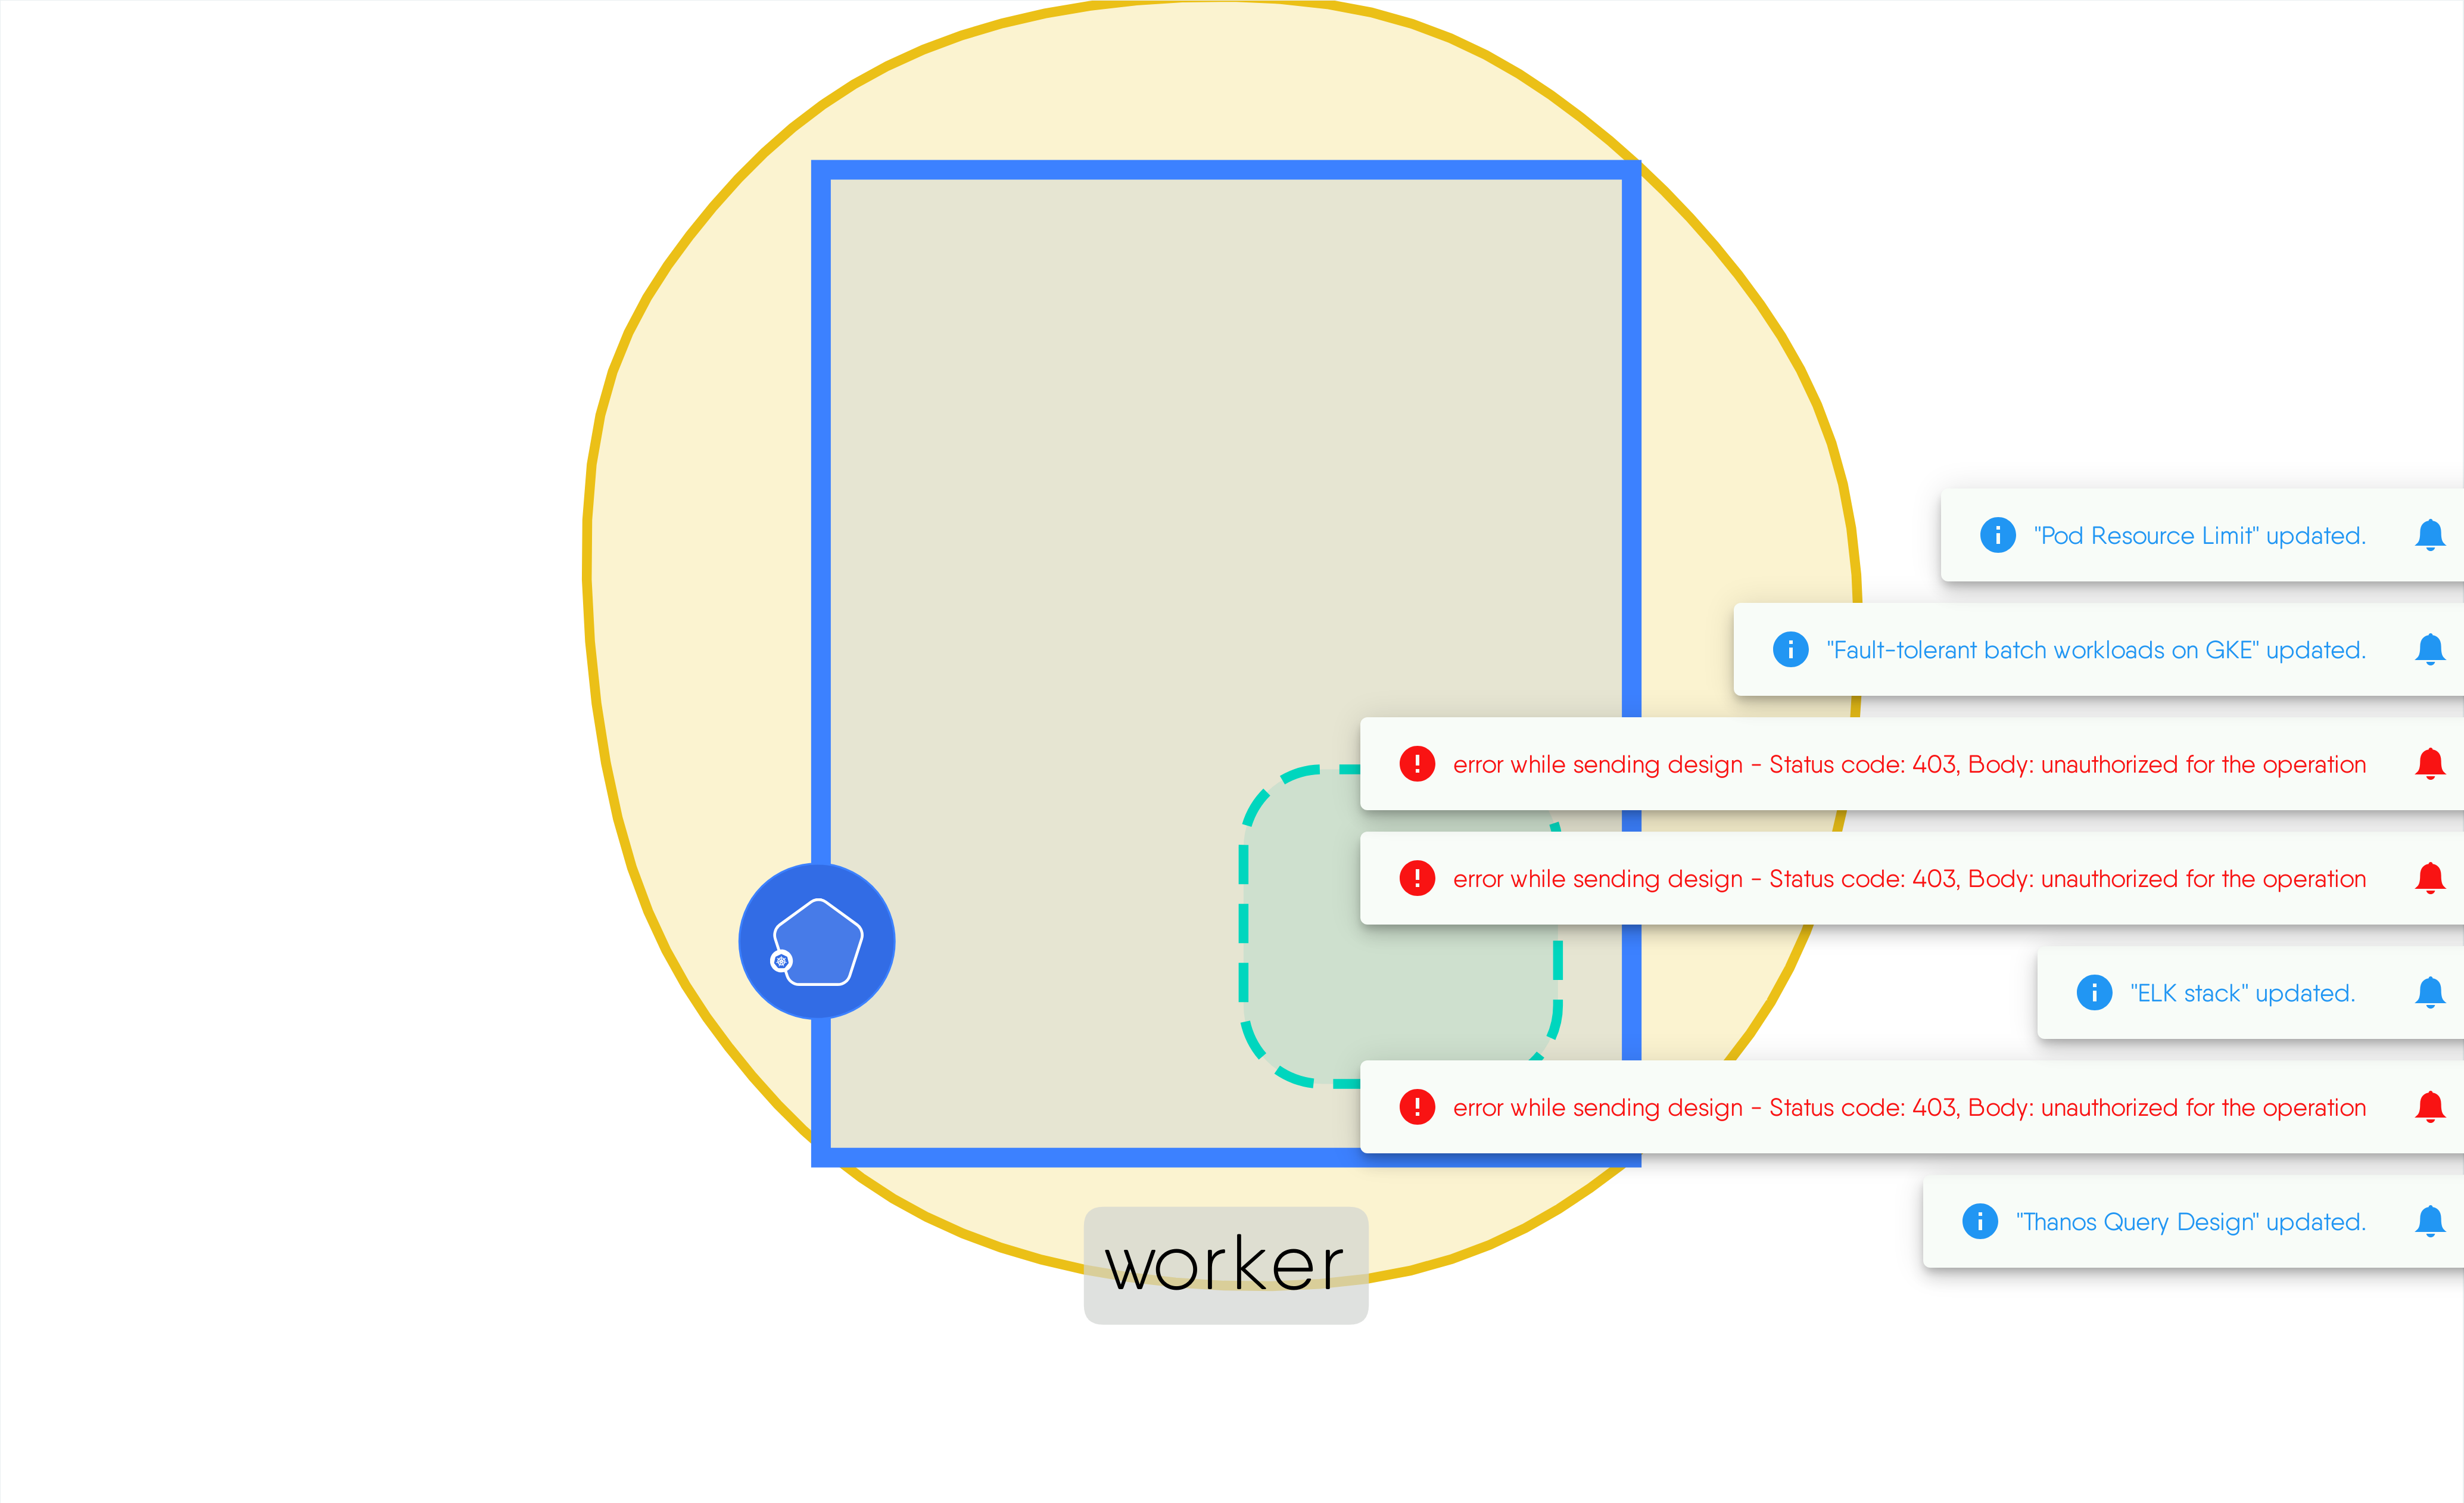 "Pod Resource Limit" updated.
"Fault-tolerant batch workloads on GKE" updated.
error while sending design - Status code: 403, Body: unauthorized for the operation
error while sending design - Status code: 403, Body: unauthorized for the operation
"ELK stack" updated.
error while sending design - Status code: 403, Body: unauthorized for the operation
"Thanos Query Design" updated.
worker